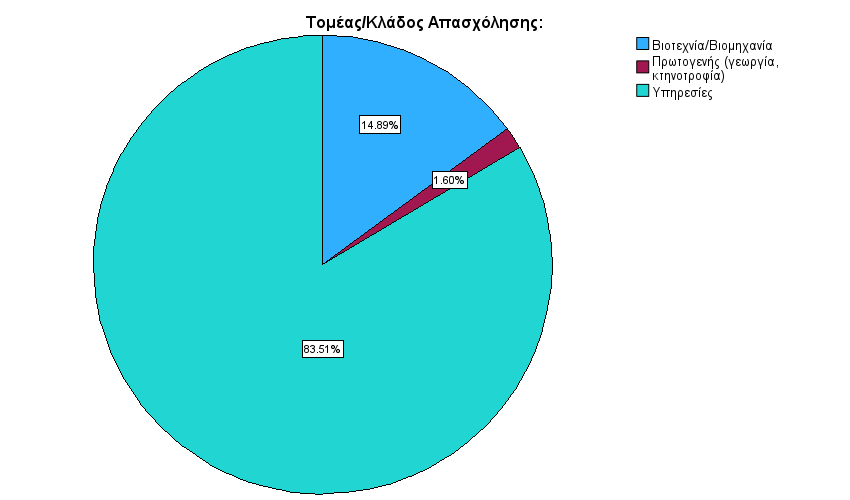 Τομέας/Κλάδος Απασχόλησης:
Βιοτεχνία/Βιομηχανία
Πρωτογενής (γεωργία,
κτηνοτροφία)
Υπηρεσίες
14.89%
1.60%
83.51%